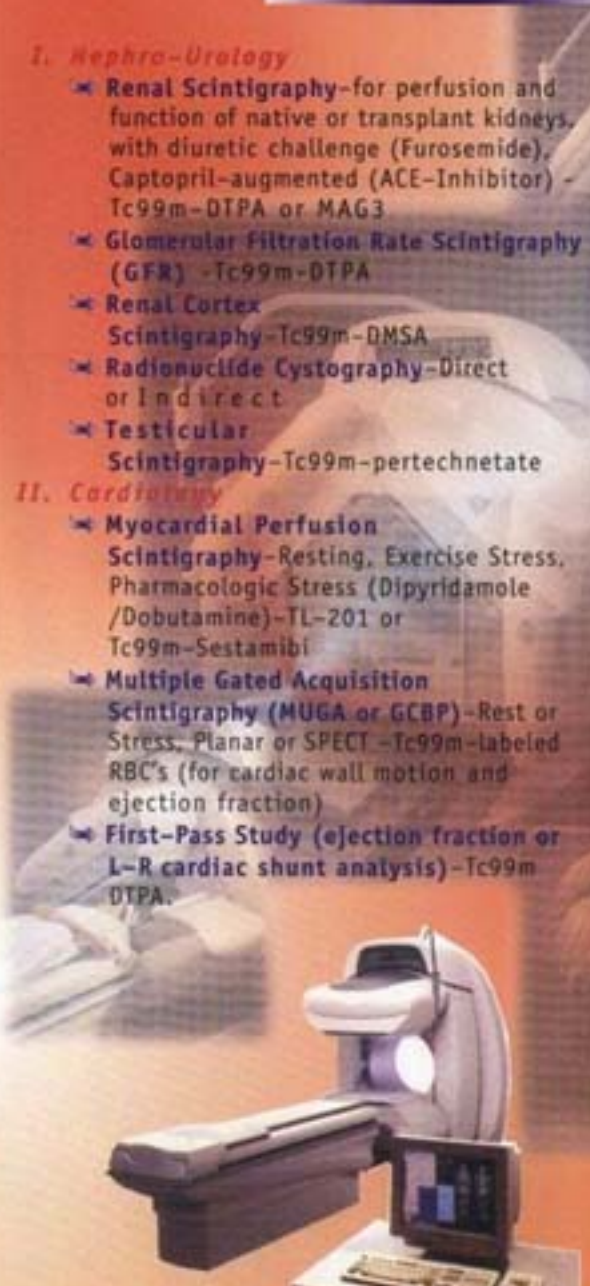 I. Nephro-Urology
Renal Scintigraphy-for perfusion and
function of native or transplant kidneys,
with diuretic challenge (Furosemide),
Captopril-augmented (ACE-Inhibitor) -
Tc99m-DTPA or MAG3
Glomerular Filtration Rate Scintigraphy
(GFR) -Tc99m-DTPA
Renal Cortex
Scintigraphy-Tc99m-DMSA
Radionuclide Cystography-Direct
or Indirect
Testicular
Scintigraphy-Tc99m-pertechnetate
II. Cardiology
Myocardial Perfusion
Scintigraphy-Resting, Exercise Stress,
Pharmacologic Stress (Dipyridamole
/Dobutamine)-TL-201 or
Tc99m-Sestamibi
Multiple Gated Acquisition
Scintigraphy (MUGA or GCBP)-Rest or
Stress, Planar or SPECT -Tc99m-labeled
RBC's (for cardiac wall motion and
ejection fraction)
First-Pass Study (ejection fraction or
L-R cardiac shunt analysis)-Tc99m
DTPA.